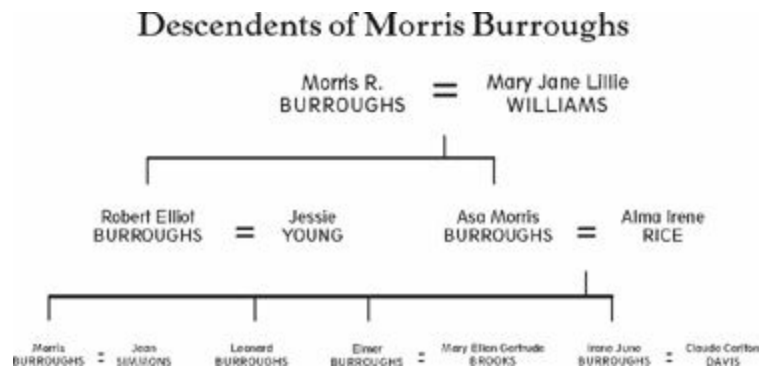 Descendents of Morris Burroughs
Morris R. = Mary Jane Lillie
BURROUGHS WILLIAMS
Robert Elliot Jessie Asa Morris Alma Irene
BURROUGHS = YOUNG BURROUGHS = RICE
Morris Jean Leonard Elmer Mary Ellen Gertrude Irene June Claude Carlton
BURROUGHS = SIMMONS BURROUGHS BURROUGHS = BROOKS BURROUGHS = DAVIS